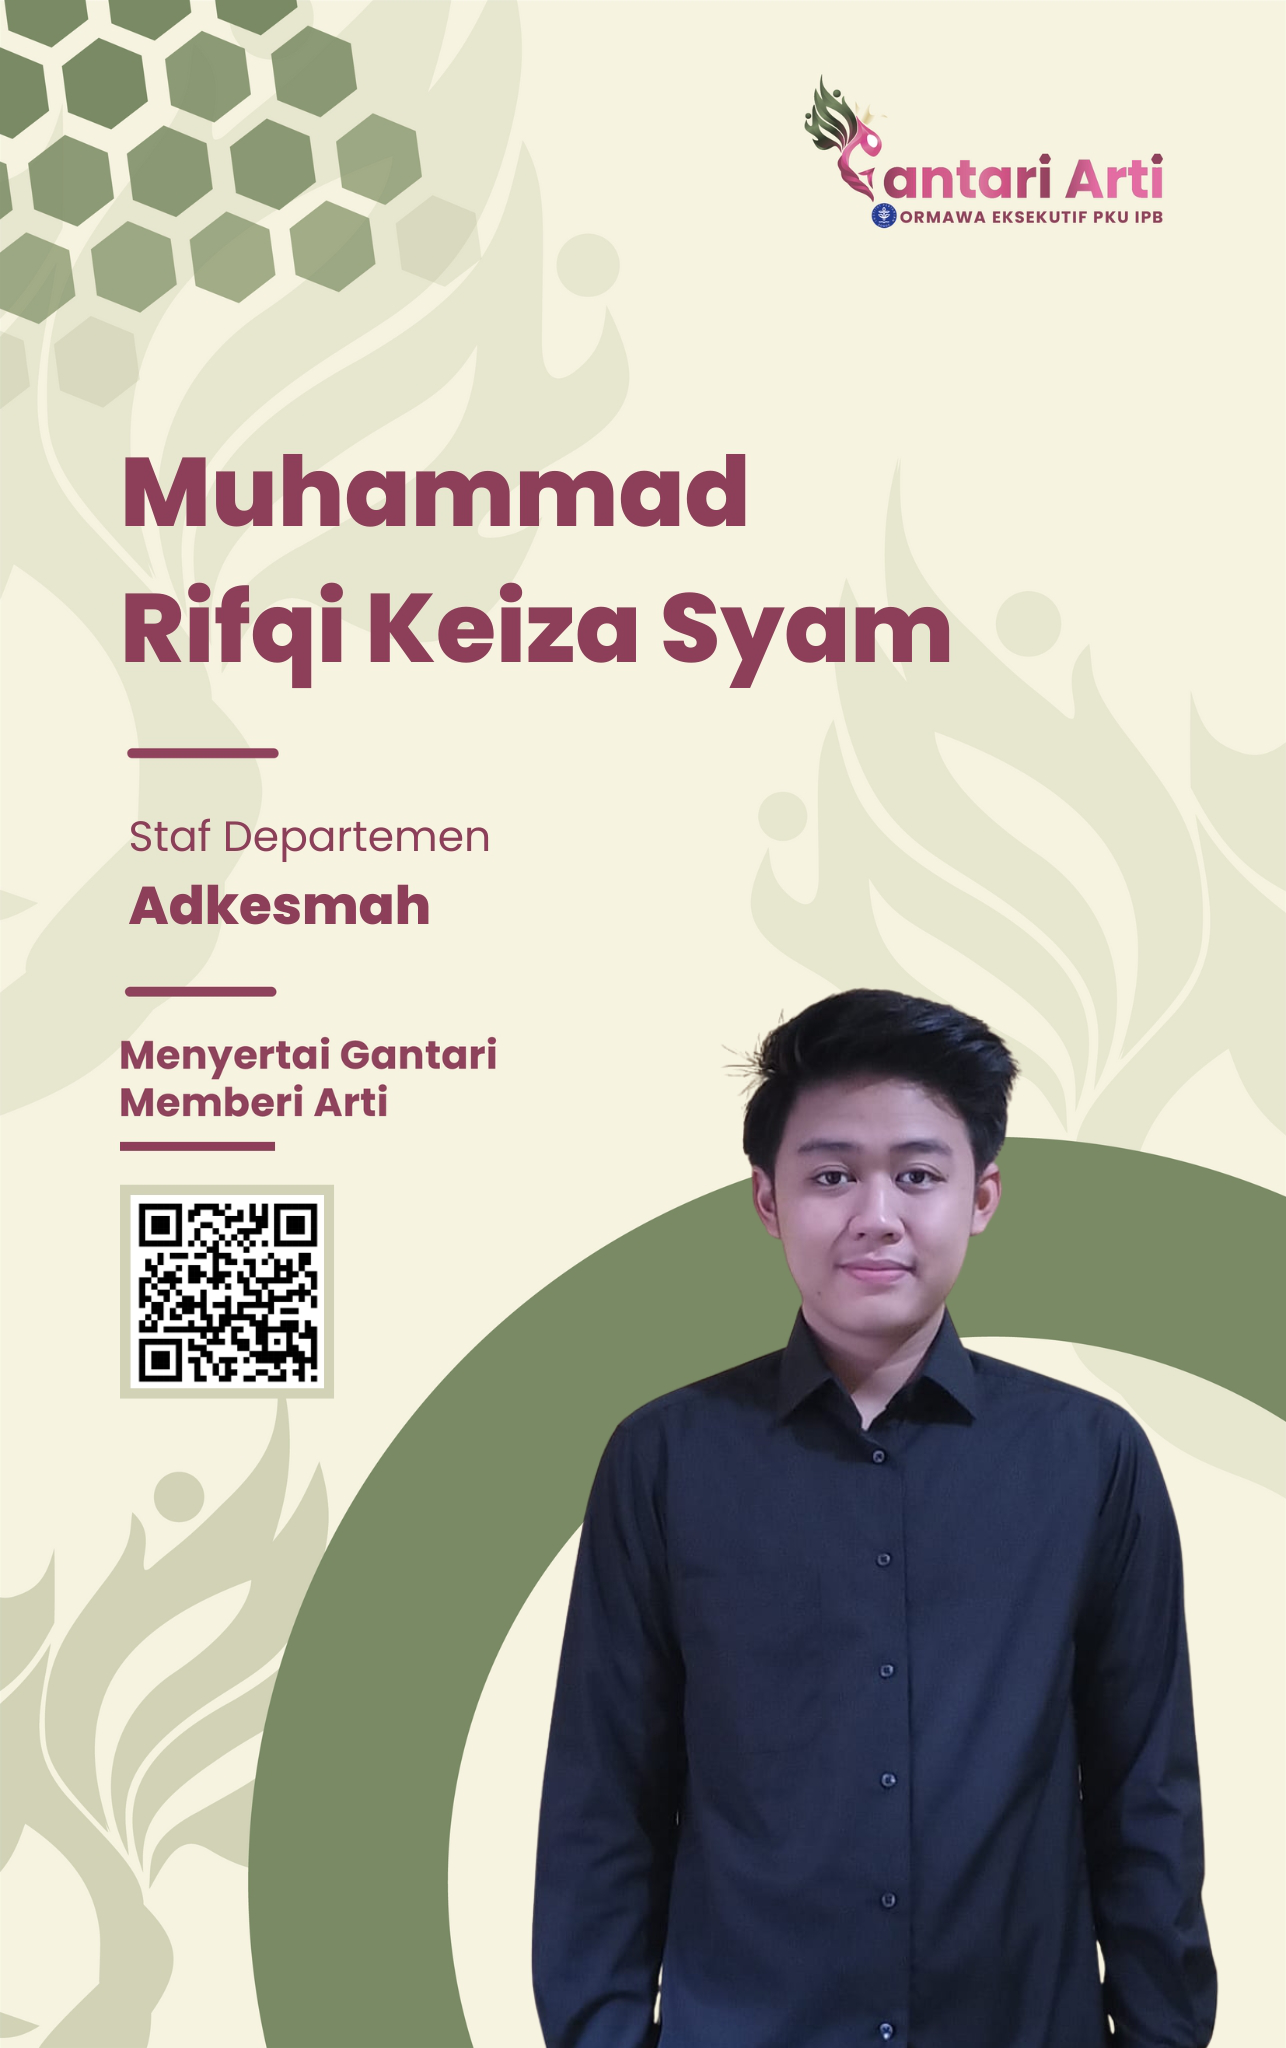 Gantari Arti
ORMAWA EKSEKUTIF PKU IPB
Muhammad
Rifqi Keiza Syam
Staf Departemen
Adkesmah
Menyertai Gantari
Memberi Arti